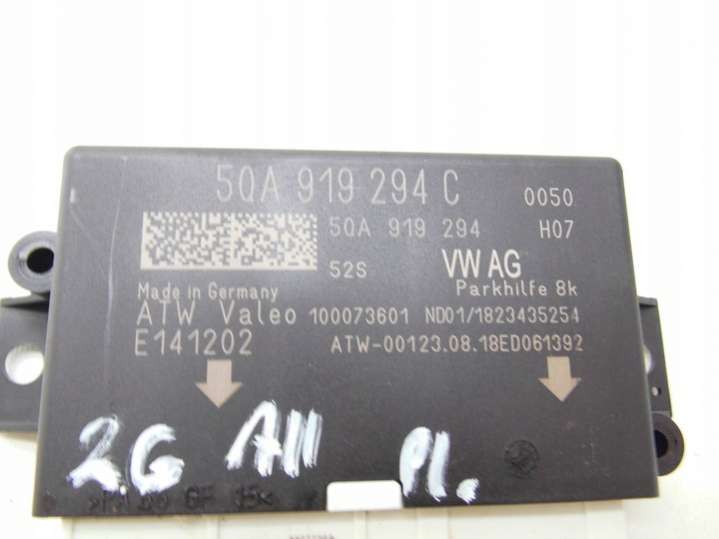 5QA 919 294 C 0050
5QA 919 294 H07
52S VW AG
Made in Germany Parkhilfe 8k
ATW Valeo 100073601 ND01/1823435254
E141202 ATW-00123.08.18ED061392
2G A11 Pl.